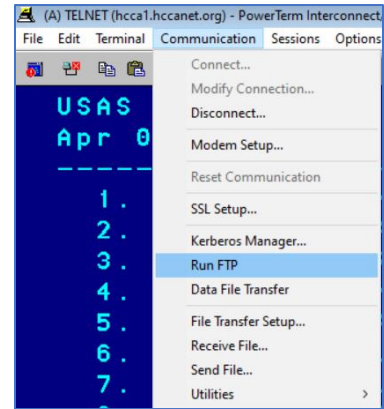 (A) TELNET (hcca1.hccanet.org) - PowerTerm Interconnect
File Edit Terminal Communication Sessions Options
Connect...
Modify Connection...
Disconnect...
Modem Setup...
Reset Communication
SSL Setup...
Kerberos Manager...
Run FTP
Data File Transfer
File Transfer Setup...
Receive File...
Send File...
Utilities >
USAS
Apr 0
------
1.
2.
3.
4.
5.
6.
7.